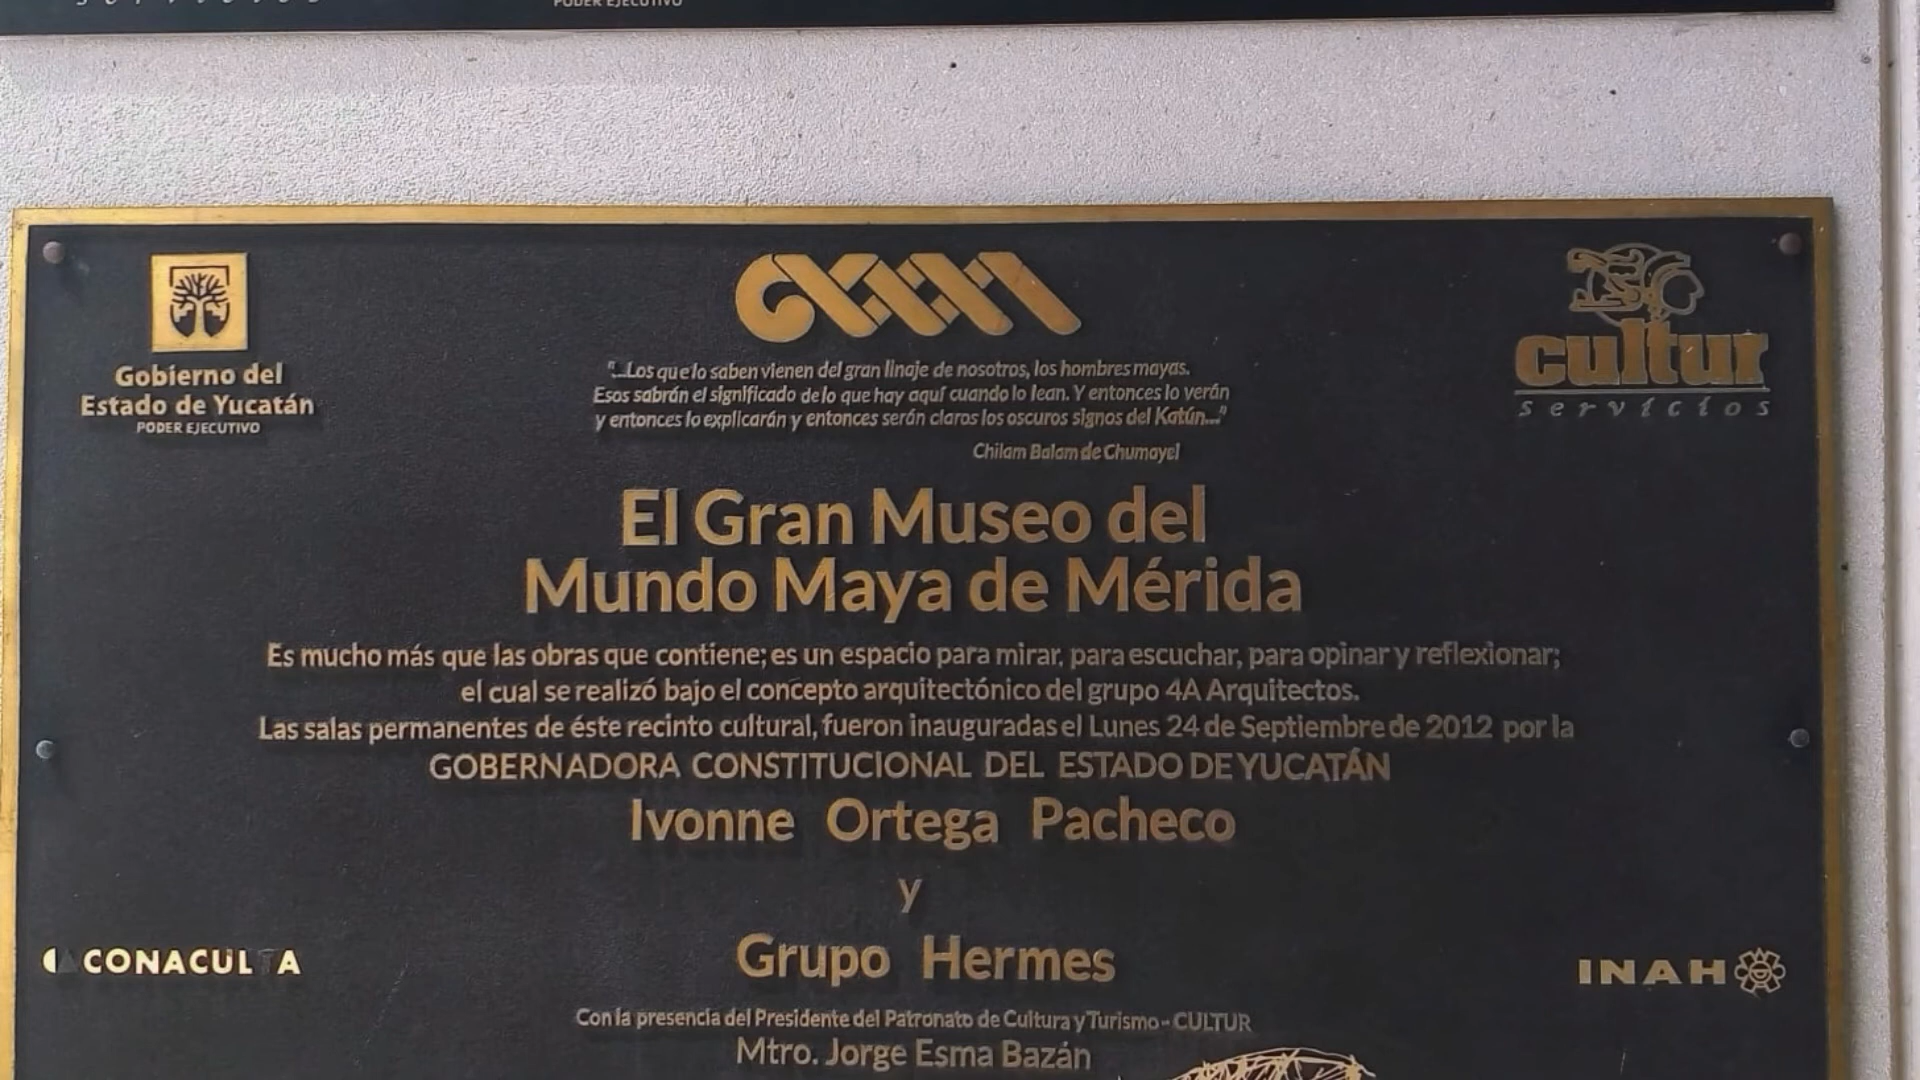 servicios
PODER EJECUTIVO
Gobierno del
Estado de Yucatán
PODER EJECUTIVO
"...Los que lo saben vienen del gran linaje de nosotros, los hombres mayas.
Esos sabrán el significado de lo que hay aquí cuando lo lean. Y entonces lo verán
y entonces lo explicarán y entonces serán claros los oscuros signos del Katún..."
Chilam Balam de Chumayel
cultur
servicios
El Gran Museo del
Mundo Maya de Mérida
Es mucho más que las obras que contiene; es un espacio para mirar, para escuchar, para opinar y reflexionar;
el cual se realizó bajo el concepto arquitectónico del grupo 4A Arquitectos.
Las salas permanentes de éste recinto cultural, fueron inauguradas el Lunes 24 de Septiembre de 2012 por la
GOBERNADORA CONSTITUCIONAL DEL ESTADO DE YUCATÁN
Ivonne Ortega Pacheco
y
Grupo Hermes
CONACUL A
INAH
Con la presencia del Presidente del Patronato de Cultura y Turismo - CULTUR
Mtro. Jorge Esma Bazán